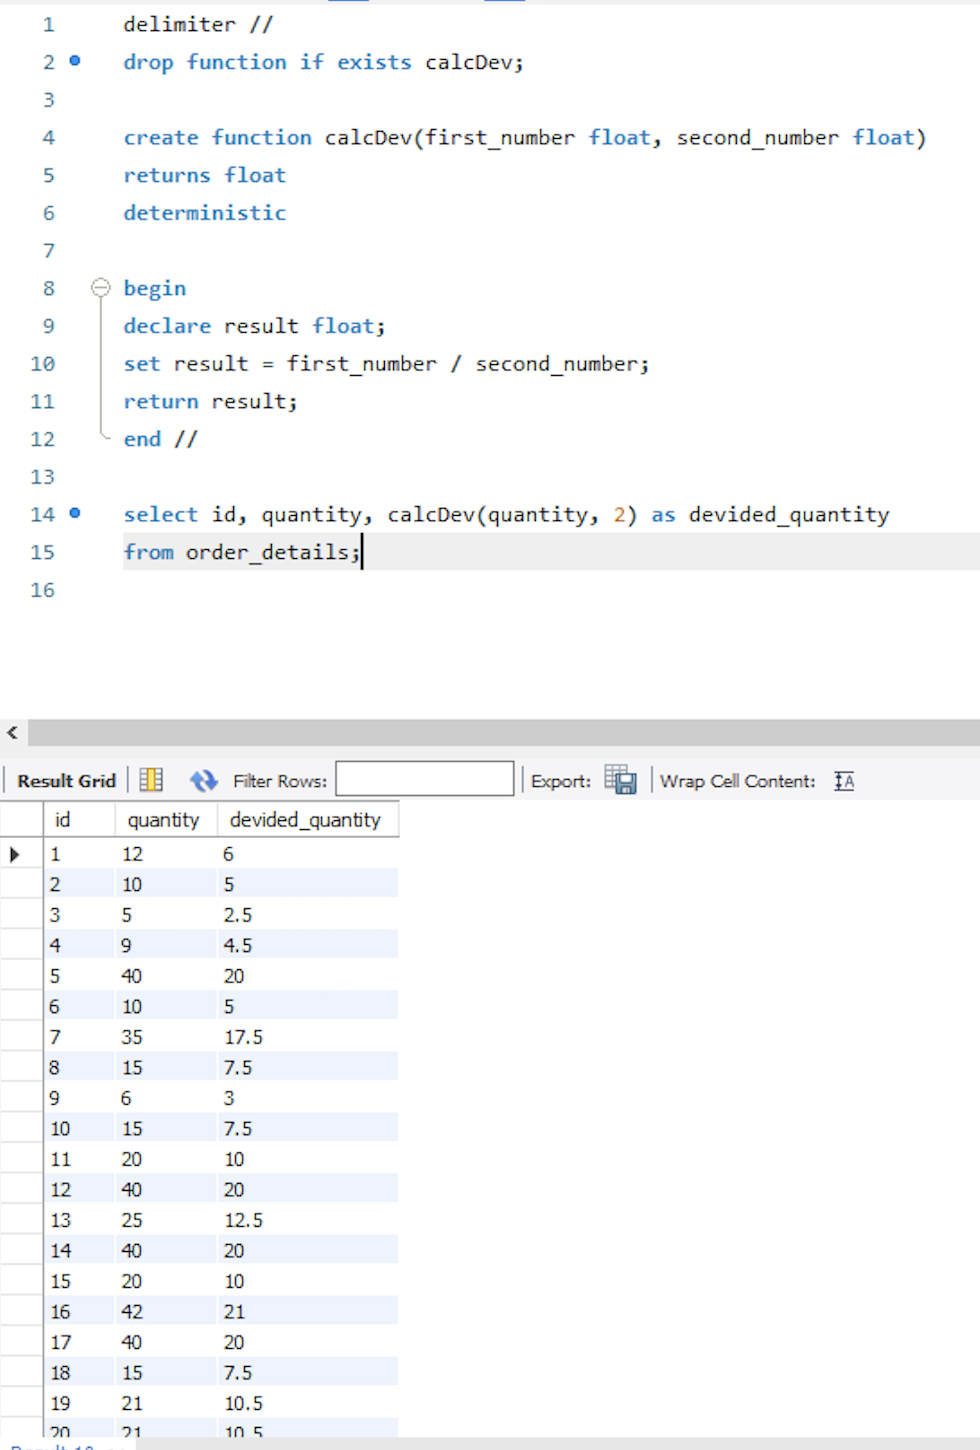 1 delimiter //
2 drop function if exists calcDev;
3
4 create function calcDev(first_number float, second_number float)
5 returns float
6 deterministic
7
8 begin
9 declare result float;
10 set result = first_number / second_number;
11 return result;
12 end //
13
14 select id, quantity, calcDev(quantity, 2) as devided_quantity
15 from order_details;
16
Result Grid Filter Rows: Export: Wrap Cell Content:
id quantity devided_quantity
1 12 6
2 10 5
3 5 2.5
4 9 4.5
5 40 20
6 10 5
7 35 17.5
8 15 7.5
9 6 3
10 15 7.5
11 20 10
12 40 20
13 25 12.5
14 40 20
15 20 10
16 42 21
17 40 20
18 15 7.5
19 21 10.5
20 21 10.5